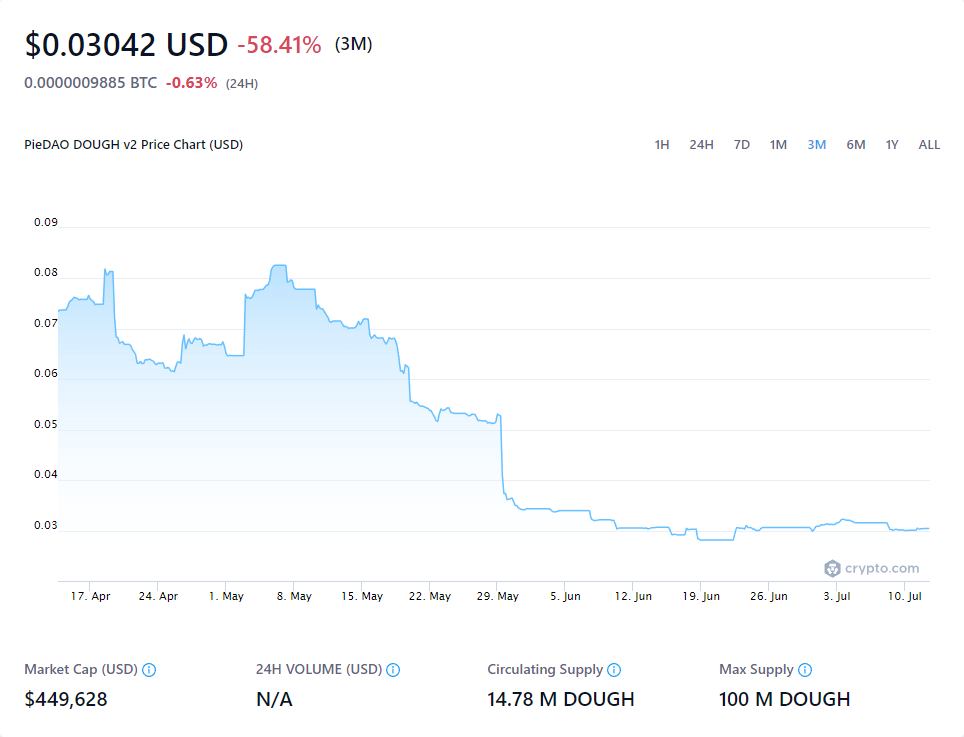 $0.03042 USD -58.41% (3M)
0.0000009885 BTC -0.63% (24H)
PieDAO DOUGH v2 Price Chart (USD) 1H 24H 7D 1M 3M 6M 1Y ALL
0.09
0.08
0.07
0.06
0.05
0.04
0.03
crypto.com
17. Apr 24. Apr 1. May 8. May 15. May 22. May 29. May 5. Jun 12. Jun 19. Jun 26. Jun 3. Jul 10. Jul
Market Cap (USD) 24H VOLUME (USD) Circulating Supply Max Supply
$449,628 N/A 14.78 M DOUGH 100 M DOUGH